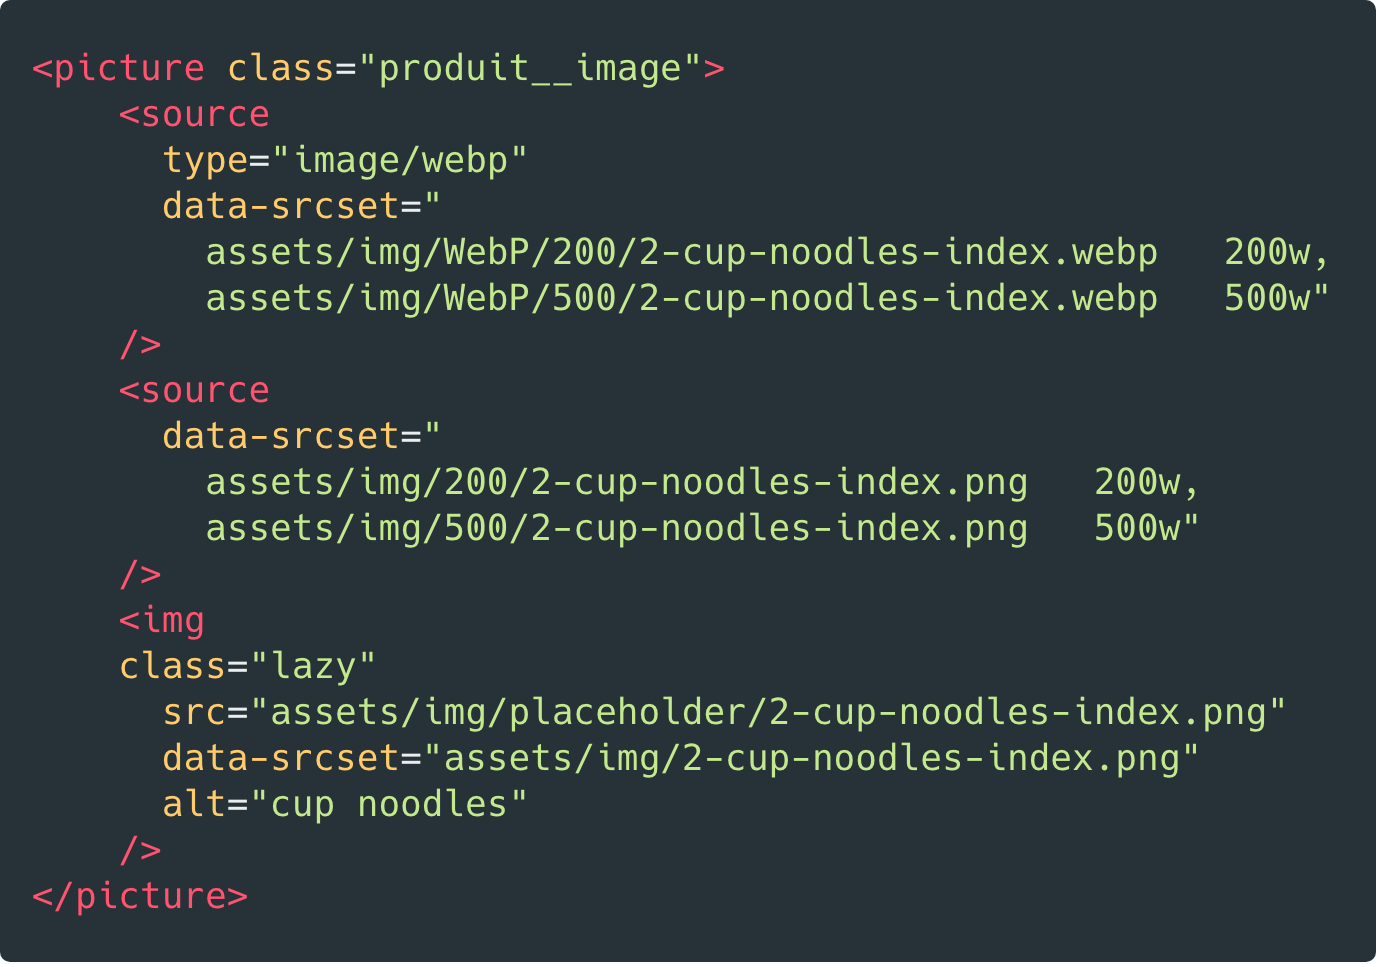 <picture class="produit__image">
    <source
      type="image/webp"
      data-srcset="
        assets/img/WebP/200/2-cup-noodles-index.webp   200w,
        assets/img/WebP/500/2-cup-noodles-index.webp   500w"
    />
    <source
      data-srcset="
        assets/img/200/2-cup-noodles-index.png   200w,
        assets/img/500/2-cup-noodles-index.png   500w"
    />
    <img
    class="lazy"
      src="assets/img/placeholder/2-cup-noodles-index.png"
      data-srcset="assets/img/2-cup-noodles-index.png"
      alt="cup noodles"
    />
</picture>